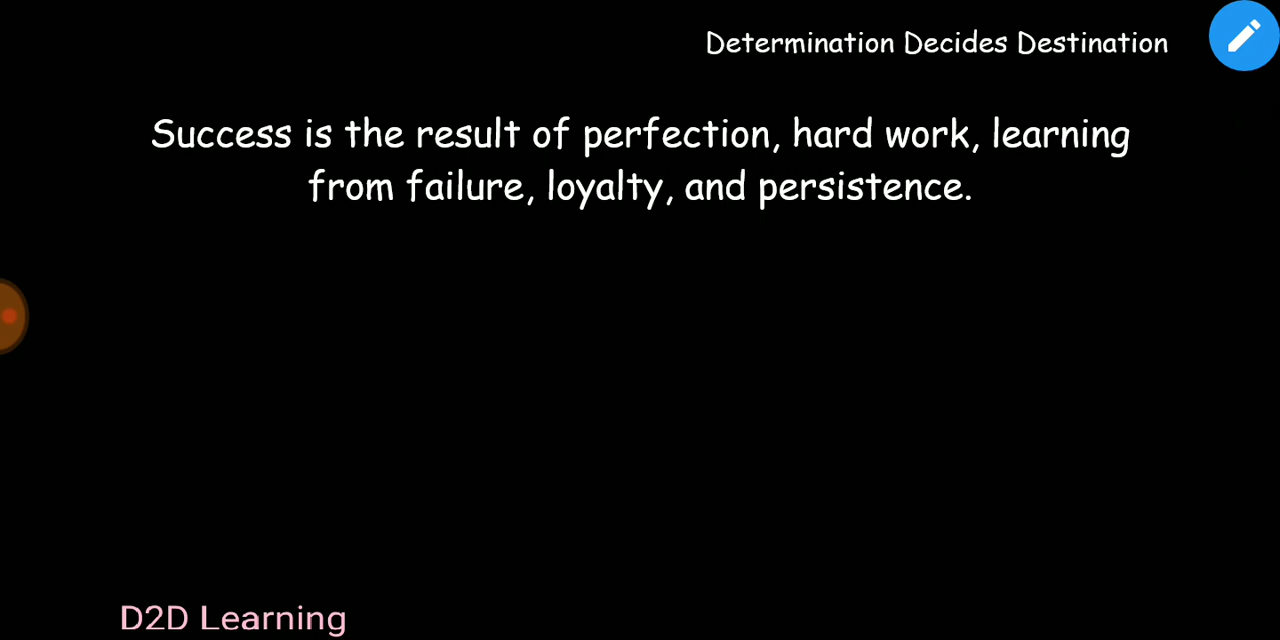 Determination Decides Destination
Success is the result of perfection, hard work, learning
from failure, loyalty, and persistence.
D2D Learning